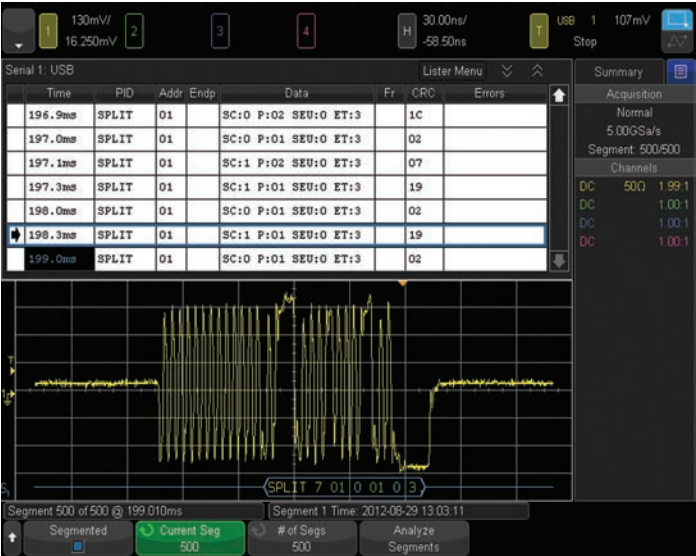 1 130mV/ 2 3 4 H 30.00ns/ T USB 1 107mV
16.250mV -58.50ns Stop
Serial 1: USB Lister Menu Summary
Time PID Addr Endp Data Fr CRC Errors
196.9ms SPLIT 01 SC:0 P:02 SEU:0 ET:3 1C
197.0ms SPLIT 01 SC:0 P:01 SEU:0 ET:3 02
197.1ms SPLIT 01 SC:1 P:02 SEU:0 ET:3 07
197.3ms SPLIT 01 SC:1 P:01 SEU:0 ET:3 19
198.0ms SPLIT 01 SC:0 P:01 SEU:0 ET:3 02
198.3ms SPLIT 01 SC:1 P:01 SEU:0 ET:3 19
199.0ms SPLIT 01 SC:0 P:01 SEU:0 ET:3 02
Acquisition
Normal
5.00GSa/s
Segment: 500/500
Channels
DC 50Ω 1.99:1
DC 1.00:1
DC 1.00:1
DC 1.00:1
T
1
S1 SPLIT 7 01 0 01 0 3
Segment 500 of 500 @ 199.010ms Segment 1 Time: 2012-08-29 13:03:11
Segmented Current Seg # of Segs Analyze
500 500 Segments